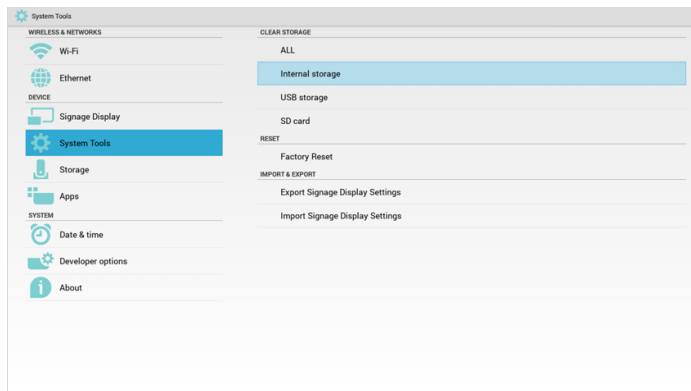 System Tools
WIRELESS & NETWORKS
Wi-Fi
Ethernet
DEVICE
Signage Display
System Tools
Storage
Apps
SYSTEM
Date & time
Developer options
About
CLEAR STORAGE
ALL
Internal storage
USB storage
SD card
RESET
Factory Reset
IMPORT & EXPORT
Export Signage Display Settings
Import Signage Display Settings